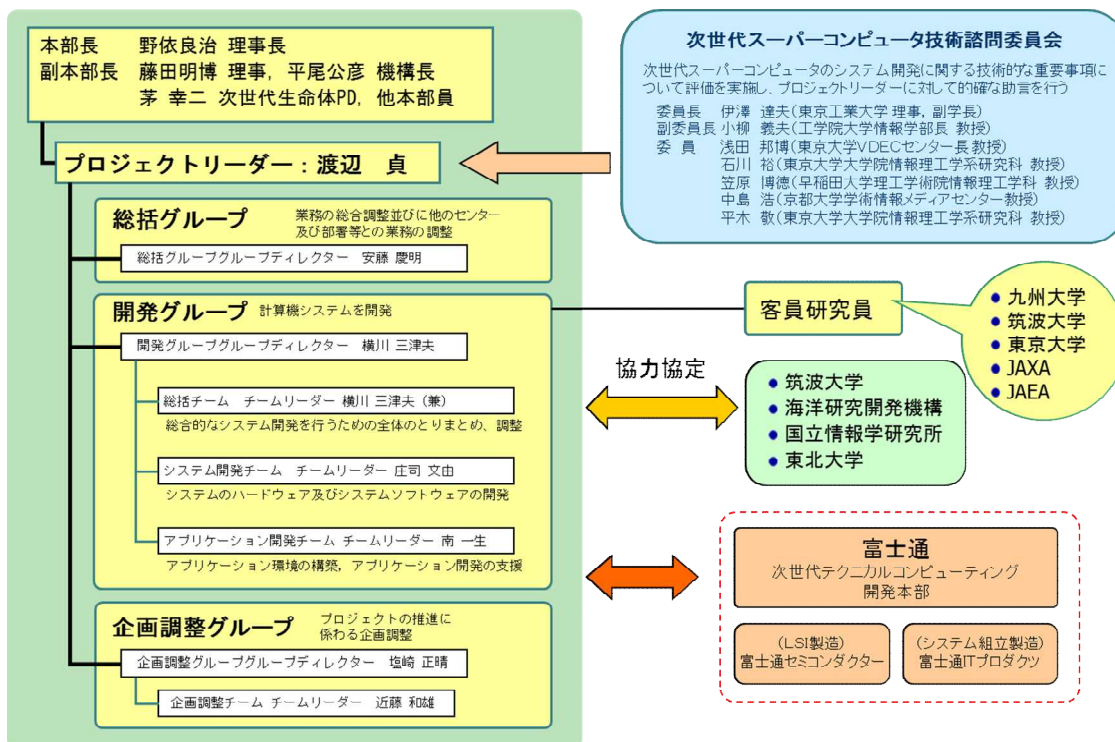 本部長 野依良治 理事長
副本部長 藤田明博 理事, 平尾公彦 機構長
茅 幸二 次世代生命体PD, 他本部員
プロジェクトリーダー：渡辺 貞
総括グループ 業務の総合調整並びに他のセンター
及び部署等との業務の調整
総括グループグループディレクター 安藤 慶明
開発グループ 計算機システムを開発
開発グループグループディレクター 横川 三津夫
総括チーム チームリーダー 横川 三津夫（兼）
総合的なシステム開発を行うための全体のとりまとめ、調整
システム開発チーム チームリーダー 庄司 文由
システムのハードウェア及びシステムソフトウェアの開発
アプリケーション開発チーム チームリーダー 南 一生
アプリケーション環境の構築, アプリケーション開発の支援
企画調整グループ プロジェクトの推進に
係わる企画調整
企画調整グループグループディレクター 塩崎 正晴
企画調整チーム チームリーダー 近藤 和雄
次世代スーパーコンピュータ技術諮問委員会
次世代スーパーコンピュータのシステム開発に関する技術的な重要事項に
ついて評価を実施し、プロジェクトリーダーに対して的確な助言を行う
委員長 伊澤 達夫(東京工業大学 理事, 副学長)
副委員長 小柳 義夫(工学院大学情報学部長 教授)
委 員 浅田 邦博(東京大学VDECセンター長 教授)
石川 裕(東京大学大学院情報理工学系研究科 教授)
笠原 博徳(早稲田大学理工学術院情報理工学科 教授)
中島 浩(京都大学学術情報メディアセンター教授)
平木 敬(東京大学大学院情報理工学系研究科 教授)
客員研究員
● 九州大学
● 筑波大学
● 東京大学
● JAXA
● JAEA
協力協定
● 筑波大学
● 海洋研究開発機構
● 国立情報学研究所
● 東北大学
富士通
次世代テクニカルコンピューティング
開発本部
(LSI製造)
富士通セミコンダクター
(システム組立製造)
富士通ITプロダクツ